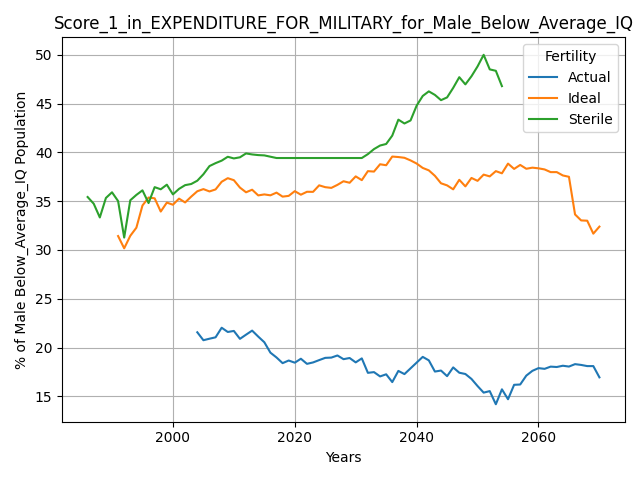 Score_1_in_EXPENDITURE_FOR_MILITARY_for_Male_Below_Average_IQ
Fertility
Actual
Ideal
Sterile
% of Male Below_Average_IQ Population
50
45
40
35
30
25
20
15
2000
2020
2040
2060
Years